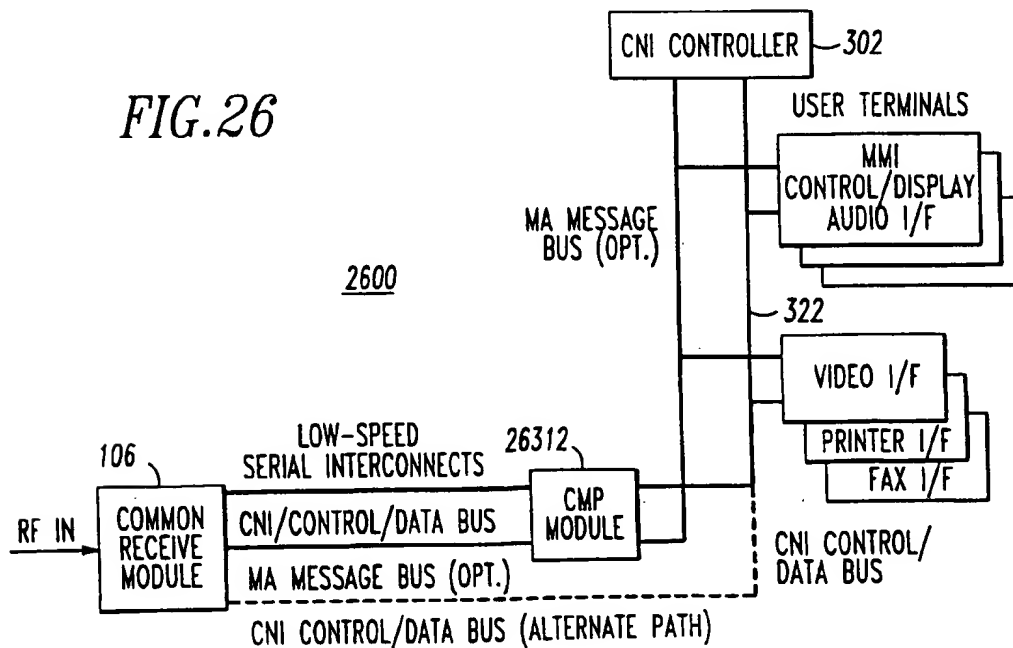 FIG.26
CNI CONTROLLER
302
USER TERMINALS
MMI
CONTROL/DISPLAY
AUDIO I/F
MA MESSAGE
BUS (OPT.)
2600
322
VIDEO I/F
PRINTER I/F
FAX I/F
106
LOW-SPEED
SERIAL INTERCONNECTS
26312
RF IN
COMMON
RECEIVE
MODULE
CNI/CONTROL/DATA BUS
CMP
MODULE
MA MESSAGE BUS (OPT.)
CNI CONTROL/
DATA BUS
CNI CONTROL/DATA BUS (ALTERNATE PATH)